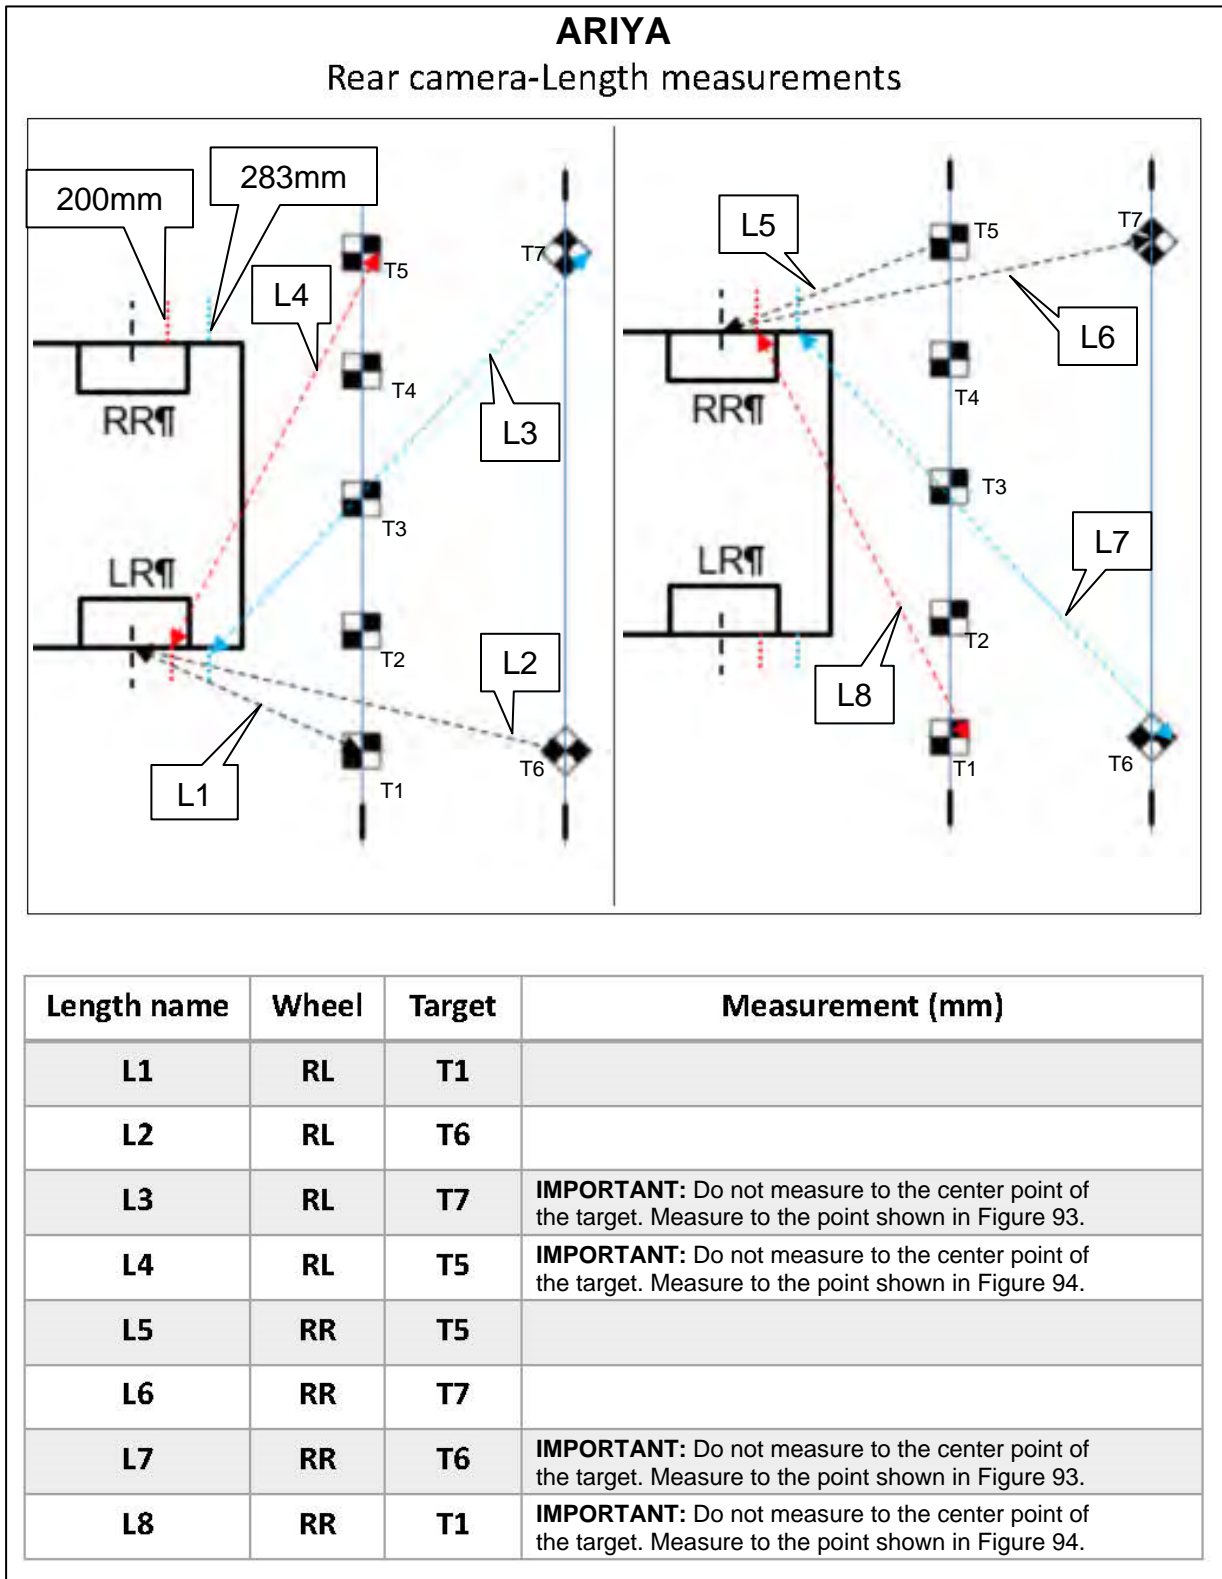 ARIYA
Rear camera-Length measurements
200mm
283mm
L4
T5
T7
T4
L3
RR¶
T3
LR¶
T2
L2
L1
T1
T6
L5
T5
T7
L6
RR¶
T4
T3
L7
LR¶
T2
L8
T1
T6
Length name Wheel Target Measurement (mm)
L1 RL T1
L2 RL T6
L3 RL T7 IMPORTANT: Do not measure to the center point of
the target. Measure to the point shown in Figure 93.
L4 RL T5 IMPORTANT: Do not measure to the center point of
the target. Measure to the point shown in Figure 94.
L5 RR T5
L6 RR T7
L7 RR T6 IMPORTANT: Do not measure to the center point of
the target. Measure to the point shown in Figure 93.
L8 RR T1 IMPORTANT: Do not measure to the center point of
the target. Measure to the point shown in Figure 94.